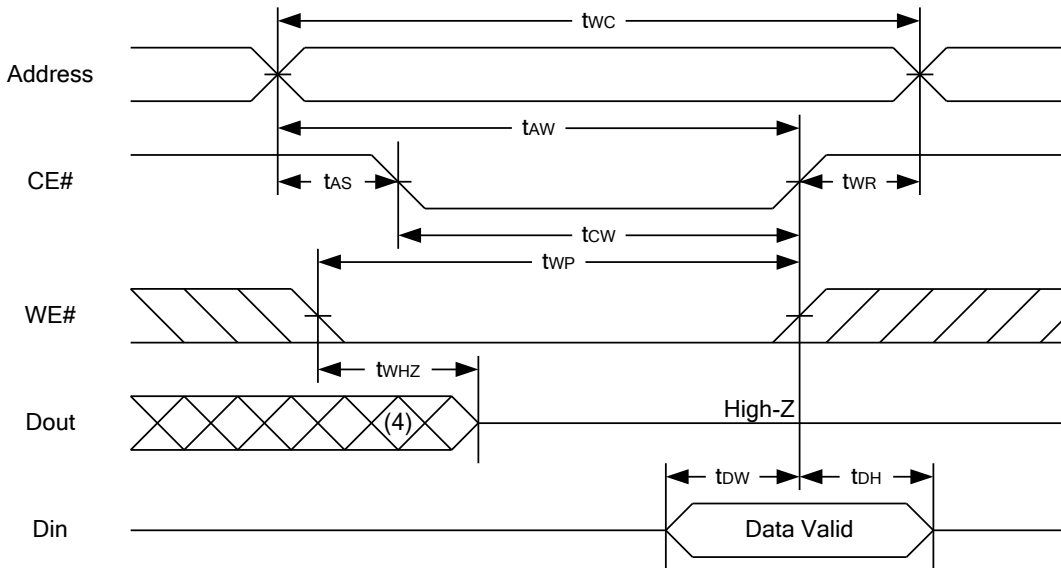 tWC
Address
tAW
CE#
tAS
tWR
tCW
tWP
WE#
tWHZ
Dout
(4)
High-Z
tDW
tDH
Din
Data Valid